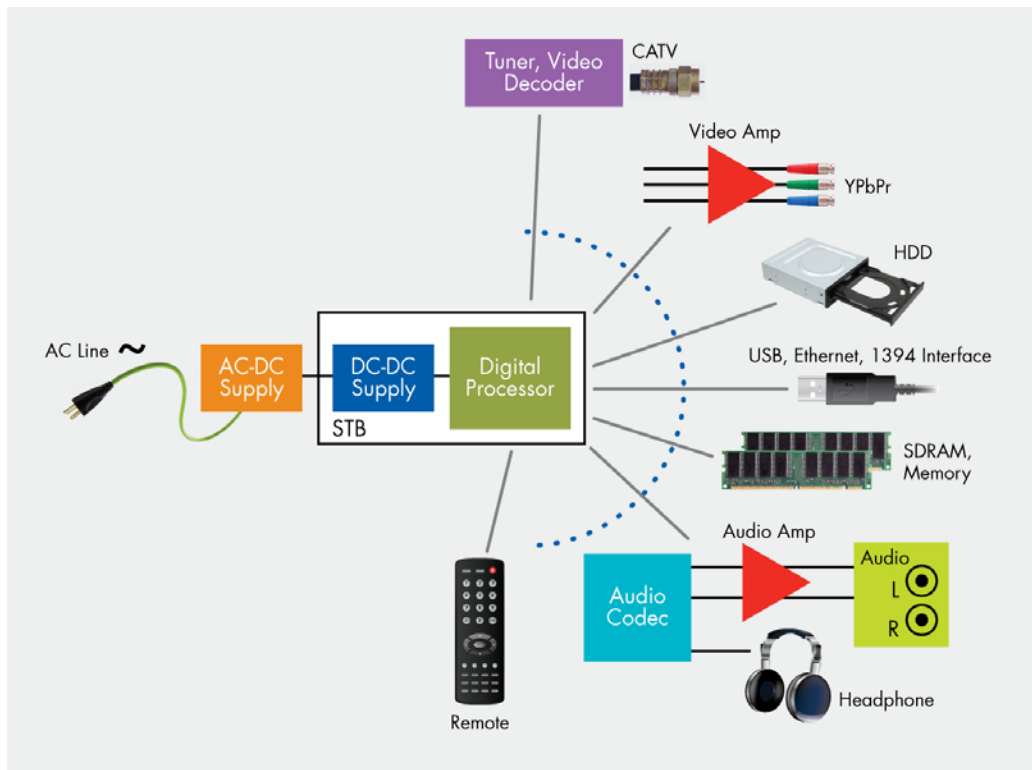 Tuner, Video
Decoder
CATV
Video Amp
YPbPr
HDD
USB, Ethernet, 1394 Interface
AC Line
AC-DC
Supply
DC-DC
Supply
Digital
Processor
STB
SDRAM,
Memory
Audio Amp
Audio
L
R
Audio
Codec
Headphone
Remote